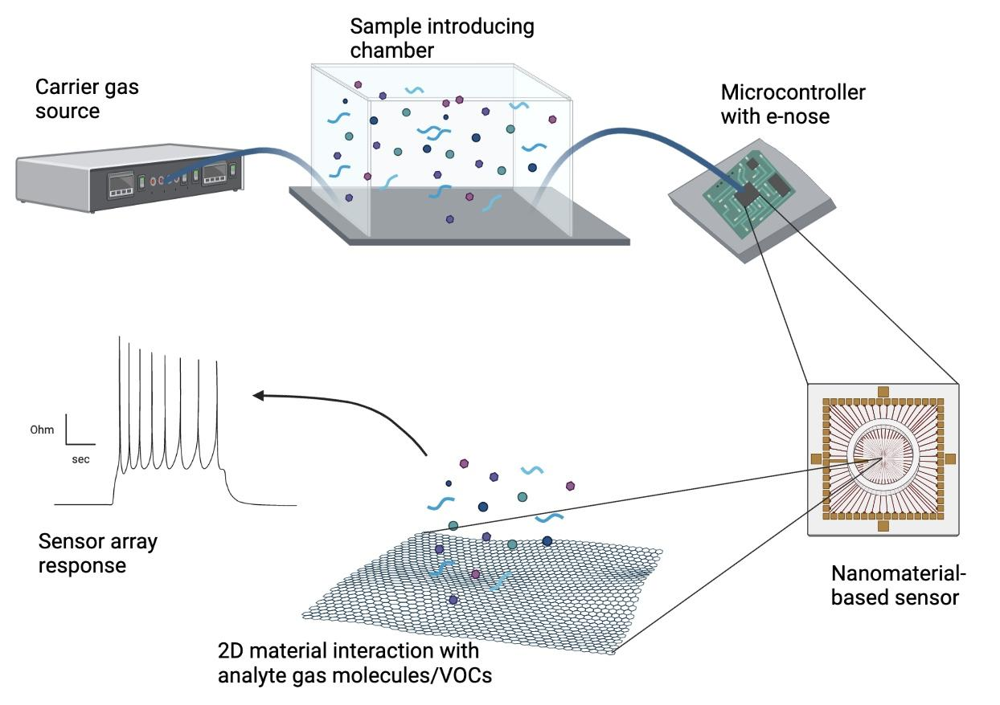 Sample introducing
chamber
Carrier gas
source
Microcontroller
with e-nose
Ohm
sec
Sensor array
response
Nanomaterial-
based sensor
2D material interaction with
analyte gas molecules/VOCs